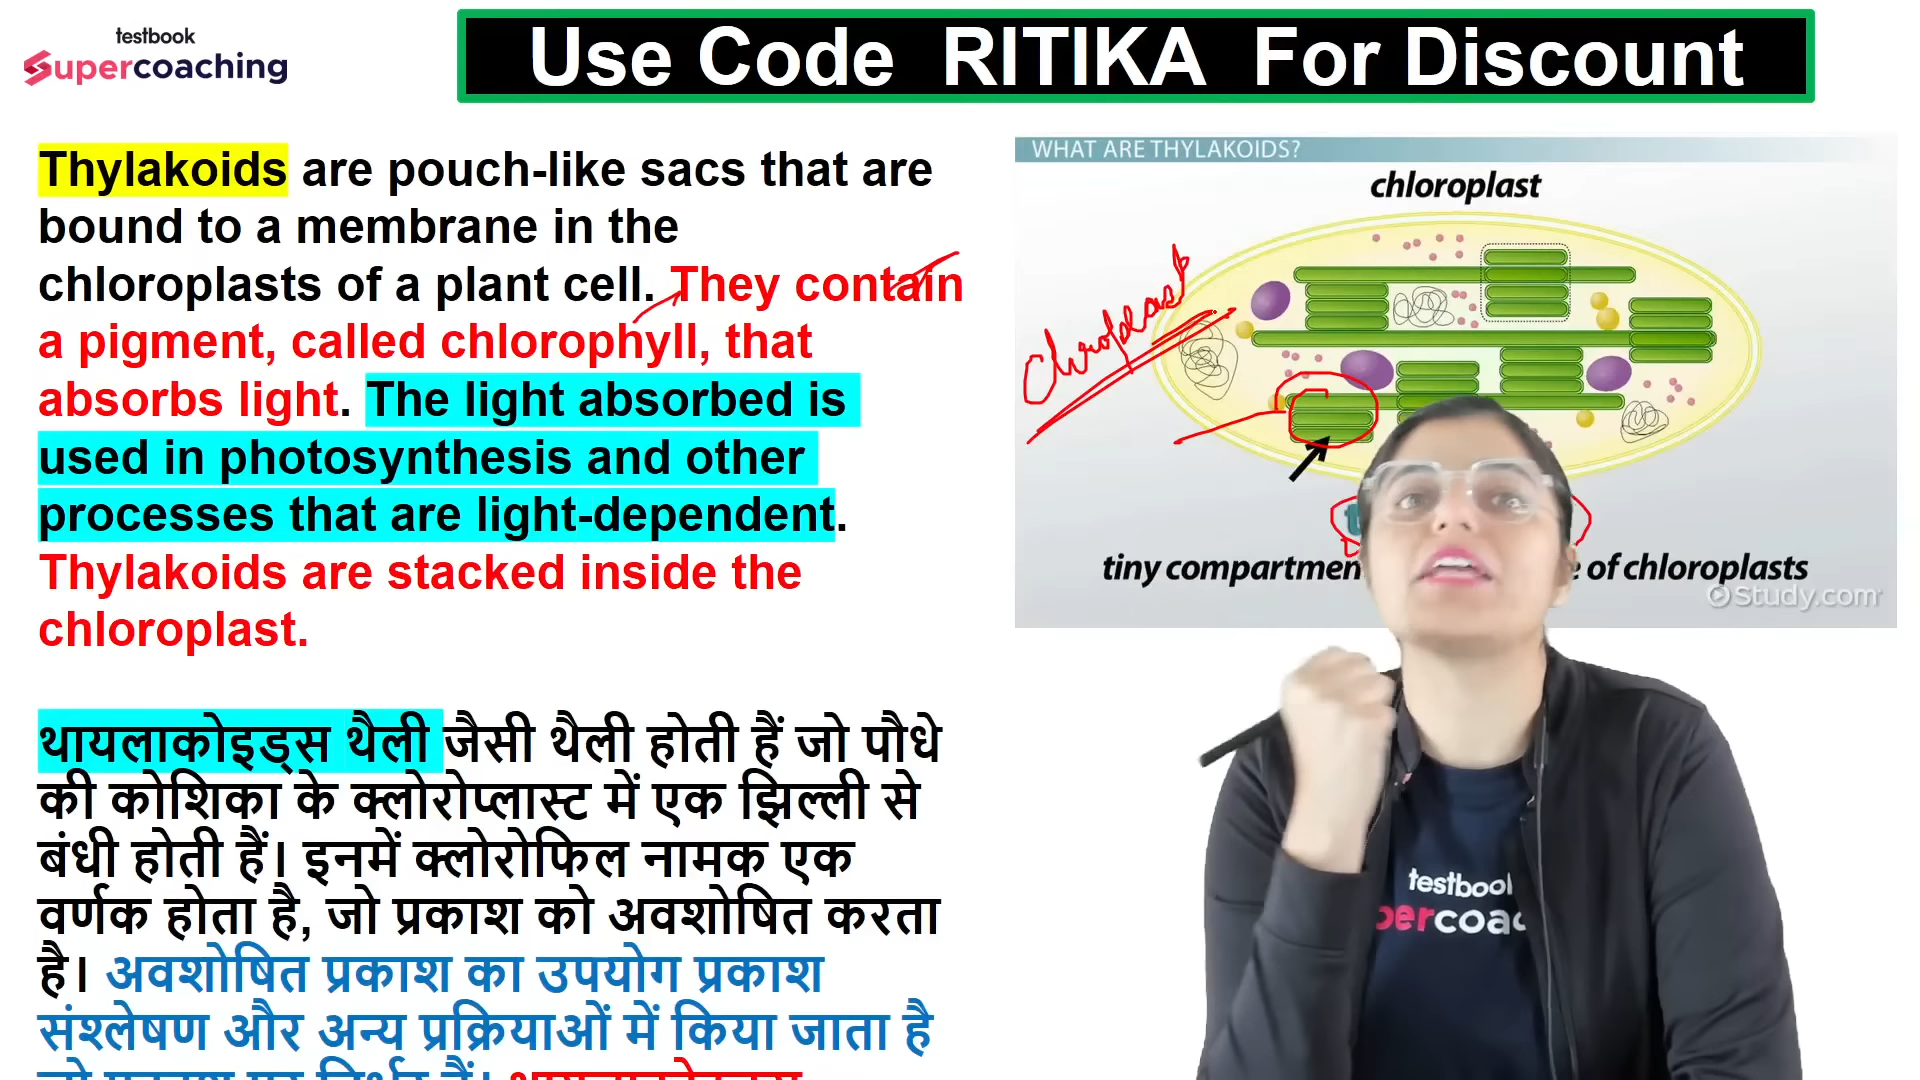 testbook
Supercoaching
Use Code RITIKA For Discount
Thylakoids are pouch-like sacs that are
bound to a membrane in the
chloroplasts of a plant cell. They contain
a pigment, called chlorophyll, that
absorbs light. The light absorbed is
used in photosynthesis and other
processes that are light-dependent.
Thylakoids are stacked inside the
chloroplast.
थायलाकोइड्स थैली जैसी थैली होती हैं जो पौधे
की कोशिका के क्लोरोप्लास्ट में एक झिल्ली से
बंधी होती हैं। इनमें क्लोरोफिल नामक एक
वर्णक होता है, जो प्रकाश को अवशोषित करता
है। अवशोषित प्रकाश का उपयोग प्रकाश
संश्लेषण और अन्य प्रक्रियाओं में किया जाता है
WHAT ARE THYLAKOIDS?
chloroplast
Chroplast
tiny compartmen
of chloroplasts
Study.com
testbook
percoac